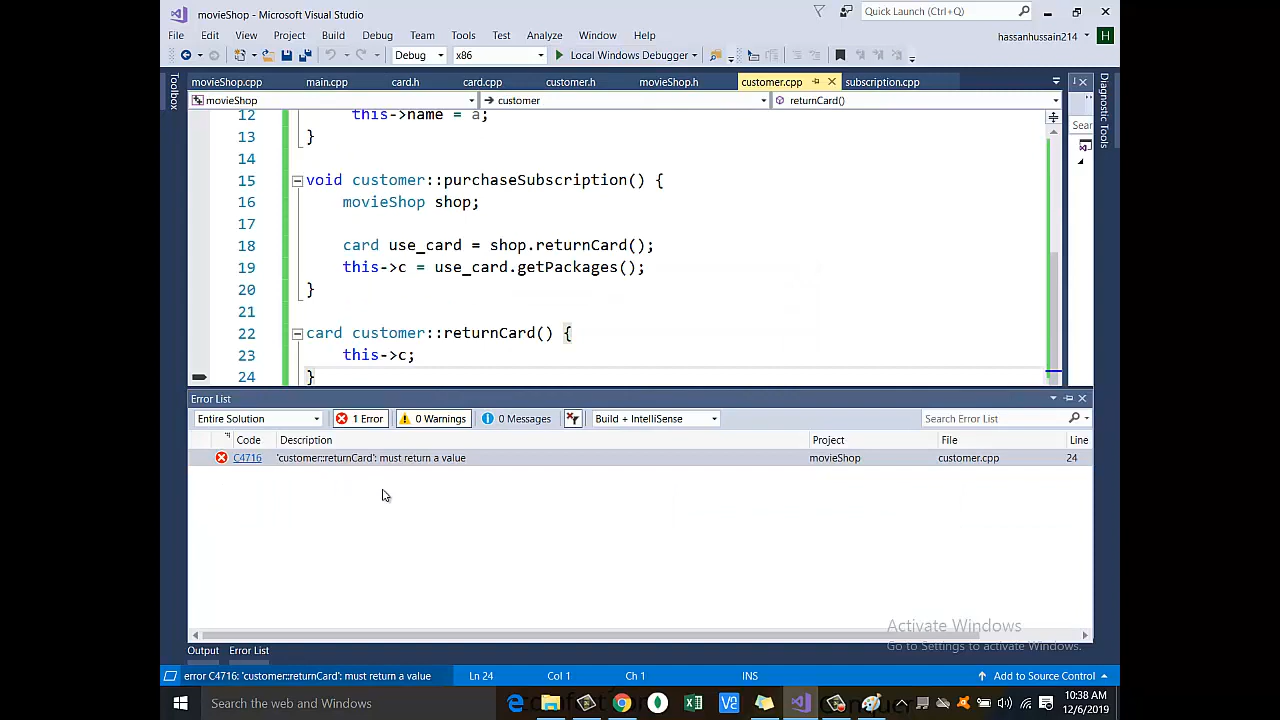 movieShop - Microsoft Visual Studio
Quick Launch (Ctrl+Q)
File Edit View Project Build Debug Team Tools Test Analyze Window Help
hassanhussain214 H
Debug x86 Local Windows Debugger
Toolbox
movieShop.cpp main.cpp card.h card.cpp customer.h movieShop.h customer.cpp subscription.cpp
Diagnostic Tools
movieShop customer returnCard()
12 this->name = a;
Sear
13 }
14
15 void customer::purchaseSubscription() {
16 movieShop shop;
17
18 card use_card = shop.returnCard();
19 this->c = use_card.getPackages();
20 }
21
22 card customer::returnCard() {
23 this->c;
24 }
Error List
Entire Solution 1 Error 0 Warnings 0 Messages Build + IntelliSense Search Error List
Code Description Project File Line
C4716 'customer::returnCard': must return a value movieShop customer.cpp 24
Activate Windows
Go to Settings to activate Windows.
Output Error List
error C4716: 'customer::returnCard': must return a value Ln 24 Col 1 Ch 1 INS Add to Source Control
Search the web and Windows
10:38 AM
12/6/2019